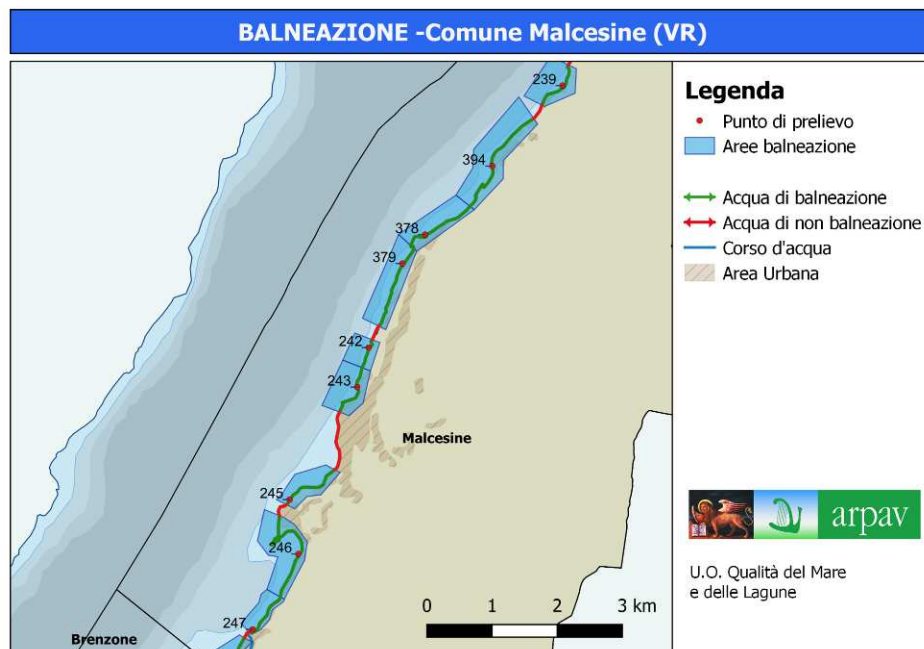 BALNEAZIONE -Comune Malcesine (VR)
239
394
378
379
242
243
Malcesine
245
246
247
Brenzone
0 1 2 3 km
Legenda
Punto di prelievo
Aree balneazione
Acqua di balneazione
Acqua di non balneazione
Corso d'acqua
Area Urbana
arpav
U.O. Qualità del Mare
e delle Lagune